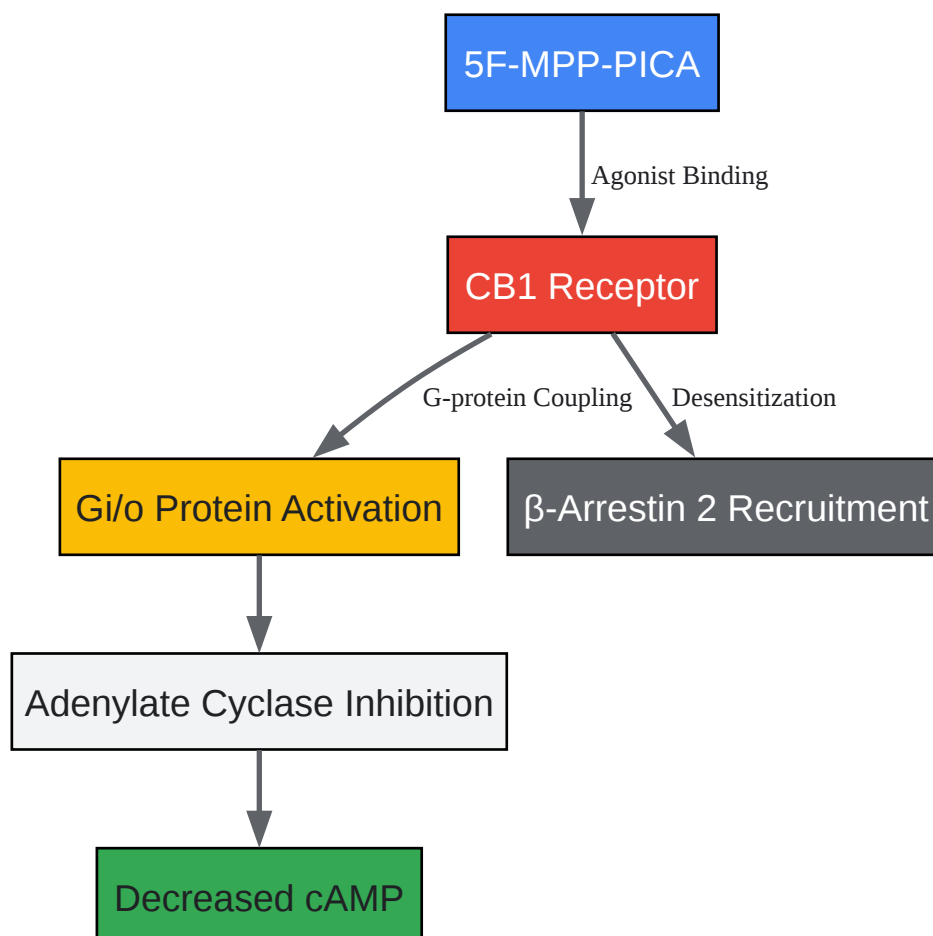 5F-MPP-PICA
Agonist Binding
CB1 Receptor
G-protein Coupling
Desensitization
Gi/o Protein Activation
β-Arrestin 2 Recruitment
Adenylate Cyclase Inhibition
Decreased cAMP